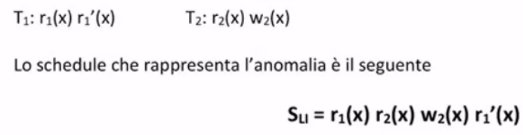 T₁: r₁(x) r₁'(x) T₂: r₂(x) w₂(x)
Lo schedule che rappresenta l'anomalia è il seguente
S_LI = r₁(x) r₂(x) w₂(x) r₁'(x)